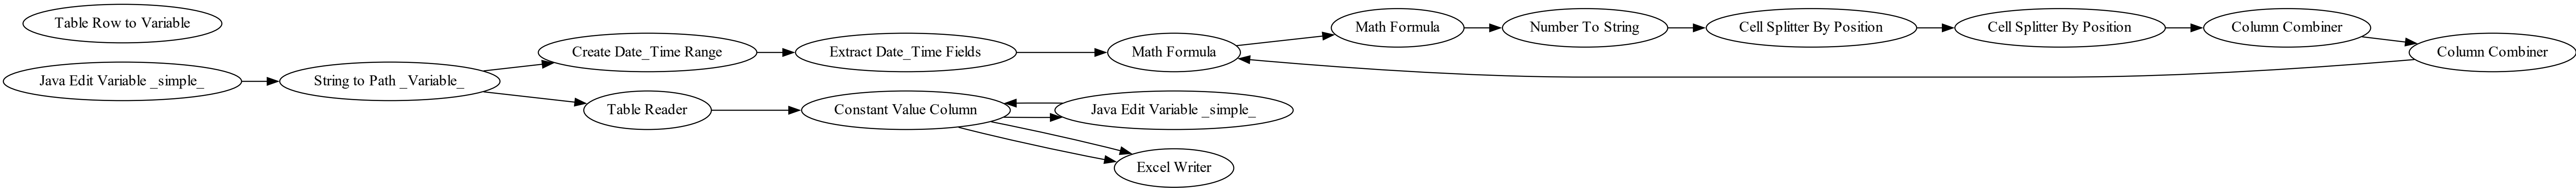 Table Row to Variable
Java Edit Variable _simple_
String to Path _Variable_
Create Date_Time Range
Extract Date_Time Fields
Math Formula
Math Formula
Number To String
Cell Splitter By Position
Cell Splitter By Position
Column Combiner
Column Combiner
Table Reader
Constant Value Column
Java Edit Variable _simple_
Excel Writer